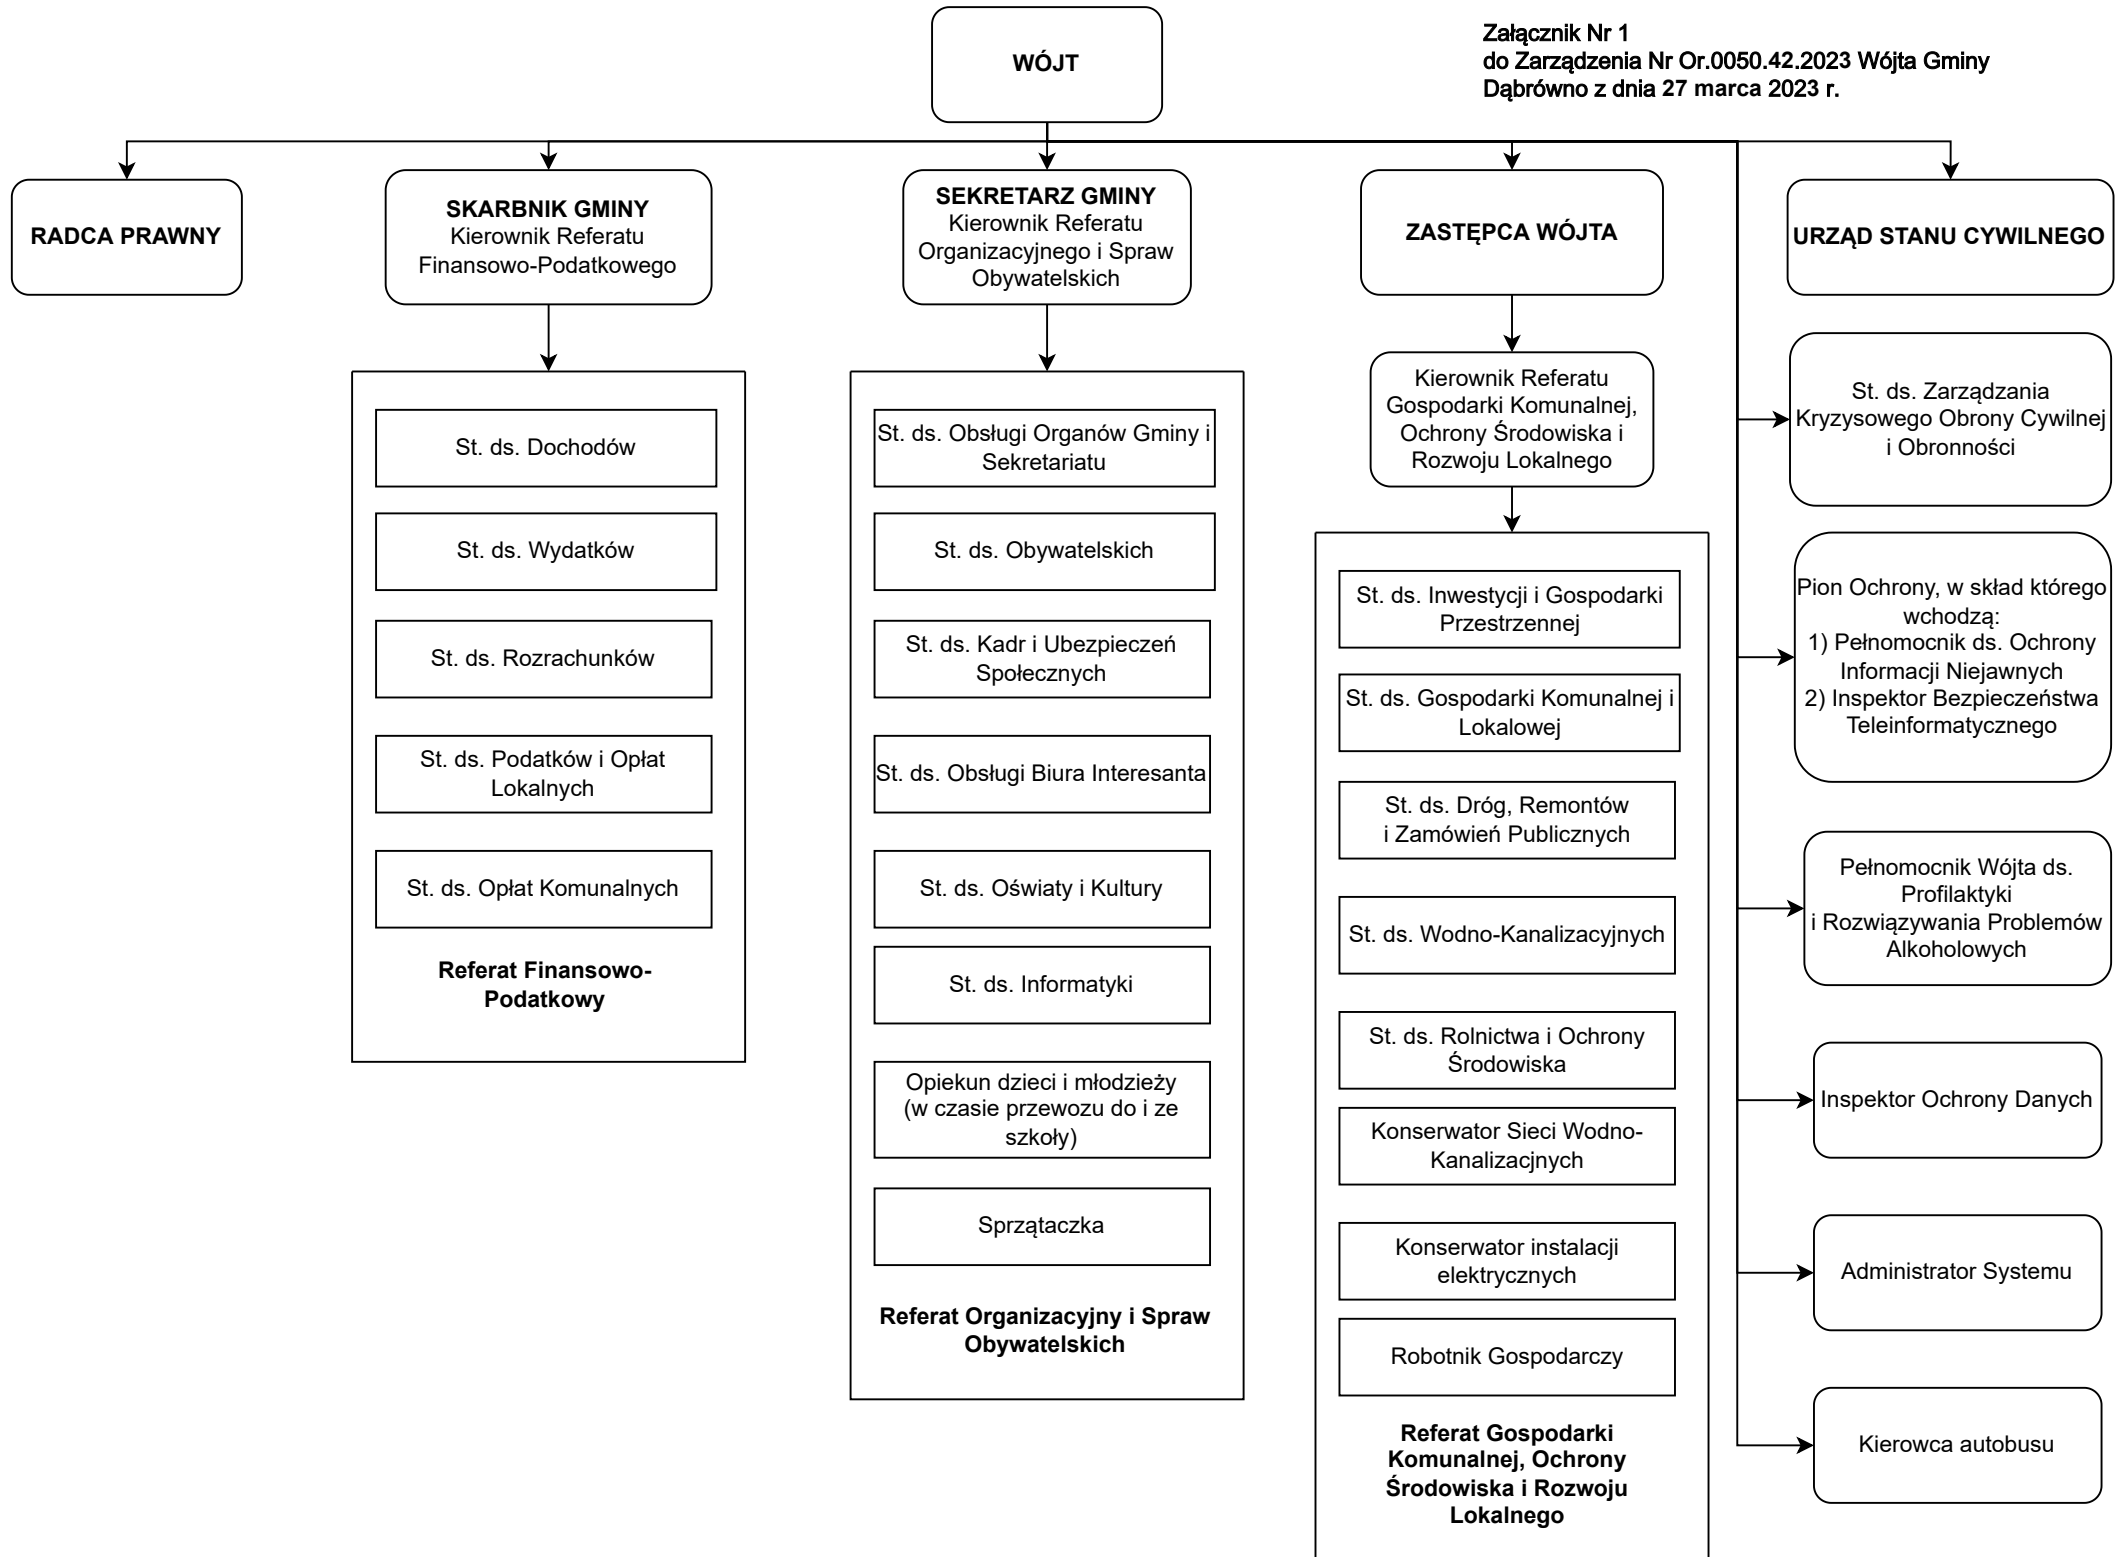 WÓJT
Załącznik Nr 1
do Zarządzenia Nr Or.0050.42.2023 Wójta Gminy
Dąbrówno z dnia 27 marca 2023 r.
RADCA PRAWNY
SKARBNIK GMINY
Kierownik Referatu
Finansowo-Podatkowego
SEKRETARZ GMINY
Kierownik Referatu
Organizacyjnego i Spraw
Obywatelskich
ZASTĘPCA WÓJTA
URZĄD STANU CYWILNEGO
St. ds. Dochodów
St. ds. Wydatków
St. ds. Rozrachunków
St. ds. Podatków i Opłat
Lokalnych
St. ds. Opłat Komunalnych
Referat Finansowo-
Podatkowy
St. ds. Obsługi Organów Gminy i
Sekretariatu
St. ds. Obywatelskich
St. ds. Kadr i Ubezpieczeń
Społecznych
St. ds. Obsługi Biura Interesanta
St. ds. Oświaty i Kultury
St. ds. Informatyki
Opiekun dzieci i młodzieży
(w czasie przewozu do i ze
szkoły)
Sprzątaczka
Referat Organizacyjny i Spraw
Obywatelskich
Kierownik Referatu
Gospodarki Komunalnej,
Ochrony Środowiska i
Rozwoju Lokalnego
St. ds. Inwestycji i Gospodarki
Przestrzennej
St. ds. Gospodarki Komunalnej i
Lokalowej
St. ds. Dróg, Remontów
i Zamówień Publicznych
St. ds. Wodno-Kanalizacyjnych
St. ds. Rolnictwa i Ochrony
Środowiska
Konserwator Sieci Wodno-
Kanalizacjnych
Konserwator instalacji
elektrycznych
Robotnik Gospodarczy
Referat Gospodarki
Komunalnej, Ochrony
Środowiska i Rozwoju
Lokalnego
St. ds. Zarządzania
Kryzysowego Obrony Cywilnej
i Obronności
Pion Ochrony, w skład którego
wchodzą:
1) Pełnomocnik ds. Ochrony
Informacji Niejawnych
2) Inspektor Bezpieczeństwa
Teleinformatycznego
Pełnomocnik Wójta ds.
Profilaktyki
i Rozwiązywania Problemów
Alkoholowych
Inspektor Ochrony Danych
Administrator Systemu
Kierowca autobusu